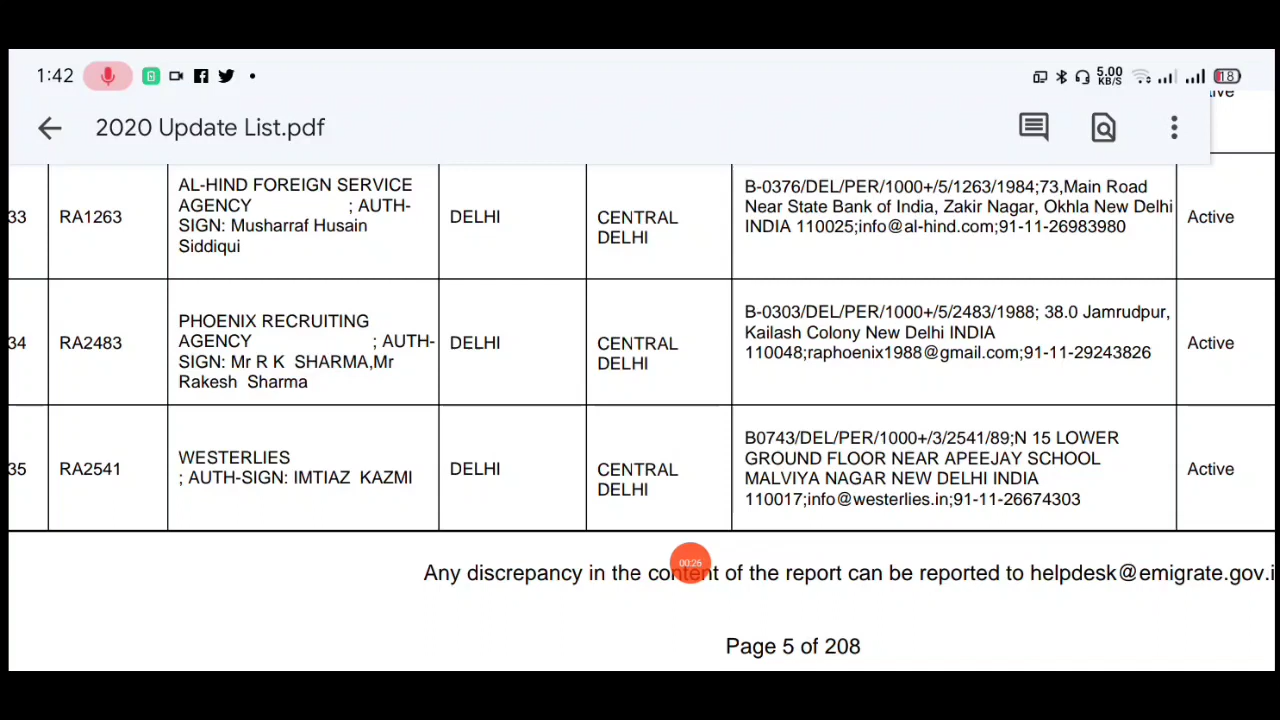 1:42
5.00
KB/S
18
2020 Update List.pdf
33
RA1263
AL-HIND FOREIGN SERVICE
AGENCY ; AUTH-
SIGN: Musharraf Husain
Siddiqui
DELHI
CENTRAL
DELHI
B-0376/DEL/PER/1000+/5/1263/1984;73,Main Road
Near State Bank of India, Zakir Nagar, Okhla New Delhi
INDIA 110025;info@al-hind.com;91-11-26983980
Active
34
RA2483
PHOENIX RECRUITING
AGENCY ; AUTH-
SIGN: Mr R K SHARMA,Mr
Rakesh Sharma
DELHI
CENTRAL
DELHI
B-0303/DEL/PER/1000+/5/2483/1988; 38.0 Jamrudpur,
Kailash Colony New Delhi INDIA
110048;raphoenix1988@gmail.com;91-11-29243826
Active
35
RA2541
WESTERLIES
; AUTH-SIGN: IMTIAZ KAZMI
DELHI
CENTRAL
DELHI
B0743/DEL/PER/1000+/3/2541/89;N 15 LOWER
GROUND FLOOR NEAR APEEJAY SCHOOL
MALVIYA NAGAR NEW DELHI INDIA
110017;info@westerlies.in;91-11-26674303
Active
00:26
Any discrepancy in the content of the report can be reported to helpdesk@emigrate.gov.i
Page 5 of 208